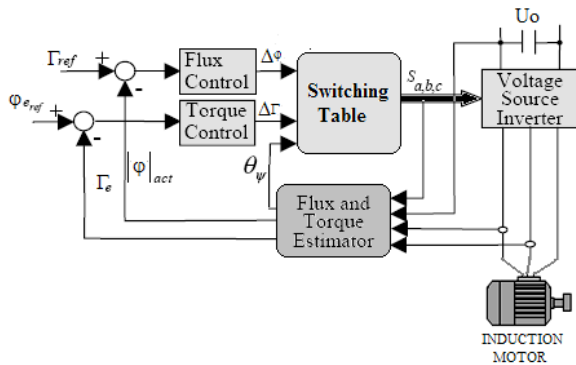 Uo
Γref
+
-
Flux
Control
Δφ
Switching
Table
Sa,b,c
Voltage
Source
Inverter
φeref
+
-
Torque
Control
ΔΓ
Γe
|φ|act
θψ
Flux and
Torque
Estimator
INDUCTION
MOTOR